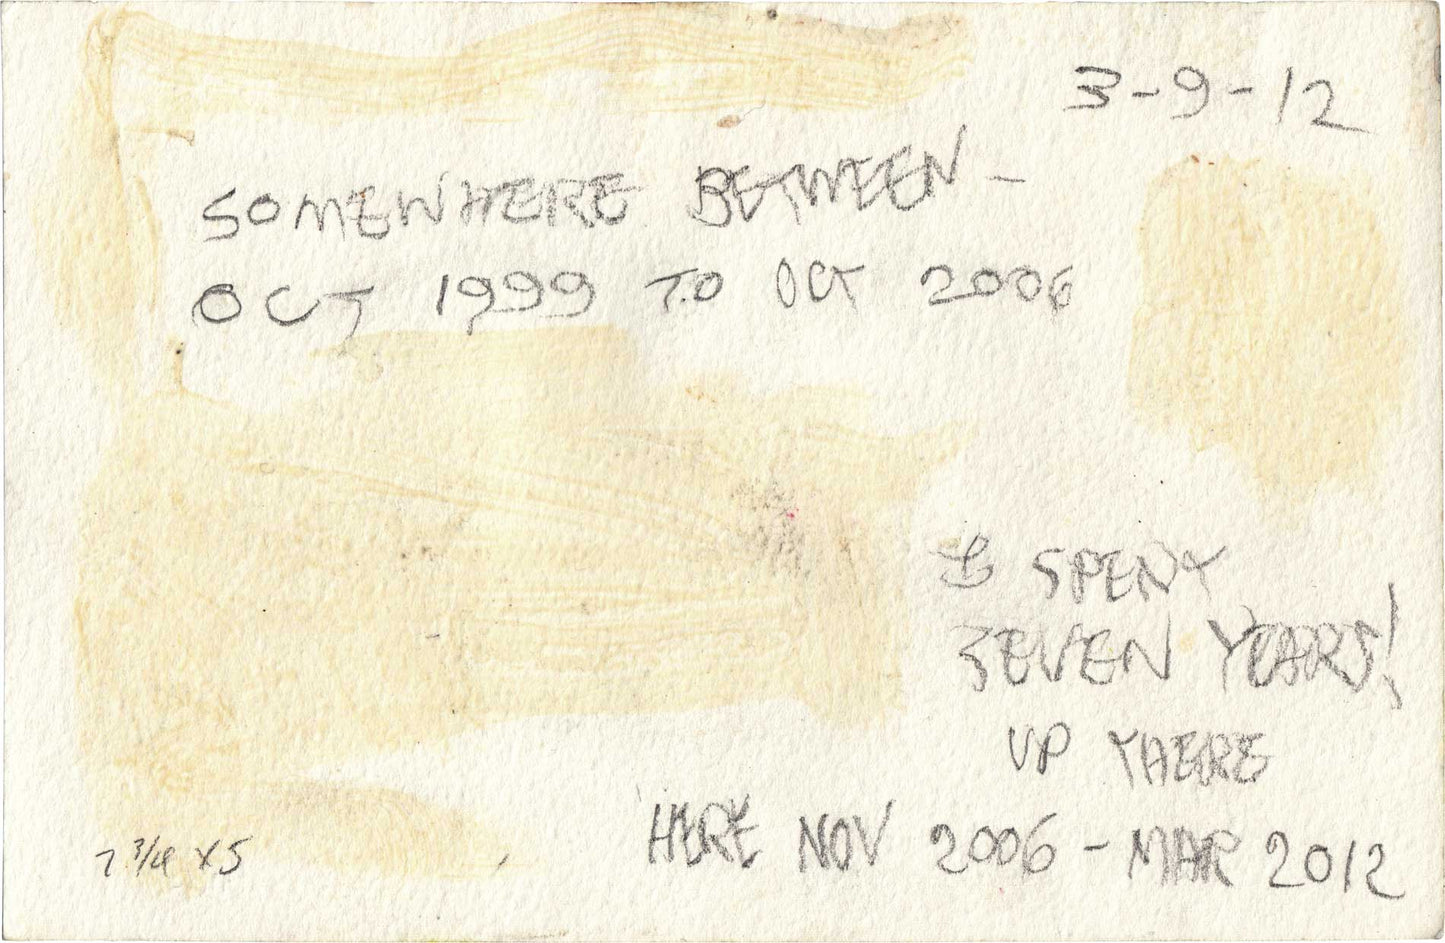 3-9-12
SOMEWHERE BETWEEN -
OCT 1999 TO OCT 2006
I SPENT
SEVEN YEARS!
UP THERE
HERE NOV 2006 - MAR 2012
7 3/4 x 5